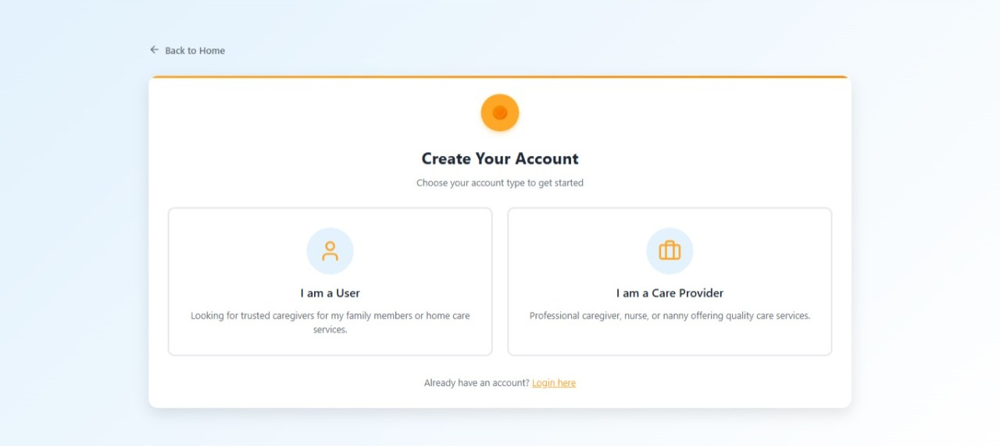 Back to Home
Create Your Account
Choose your account type to get started
I am a User
Looking for trusted caregivers for my family members or home care
services.
I am a Care Provider
Professional caregiver, nurse, or nanny offering quality care services.
Already have an account? Login here